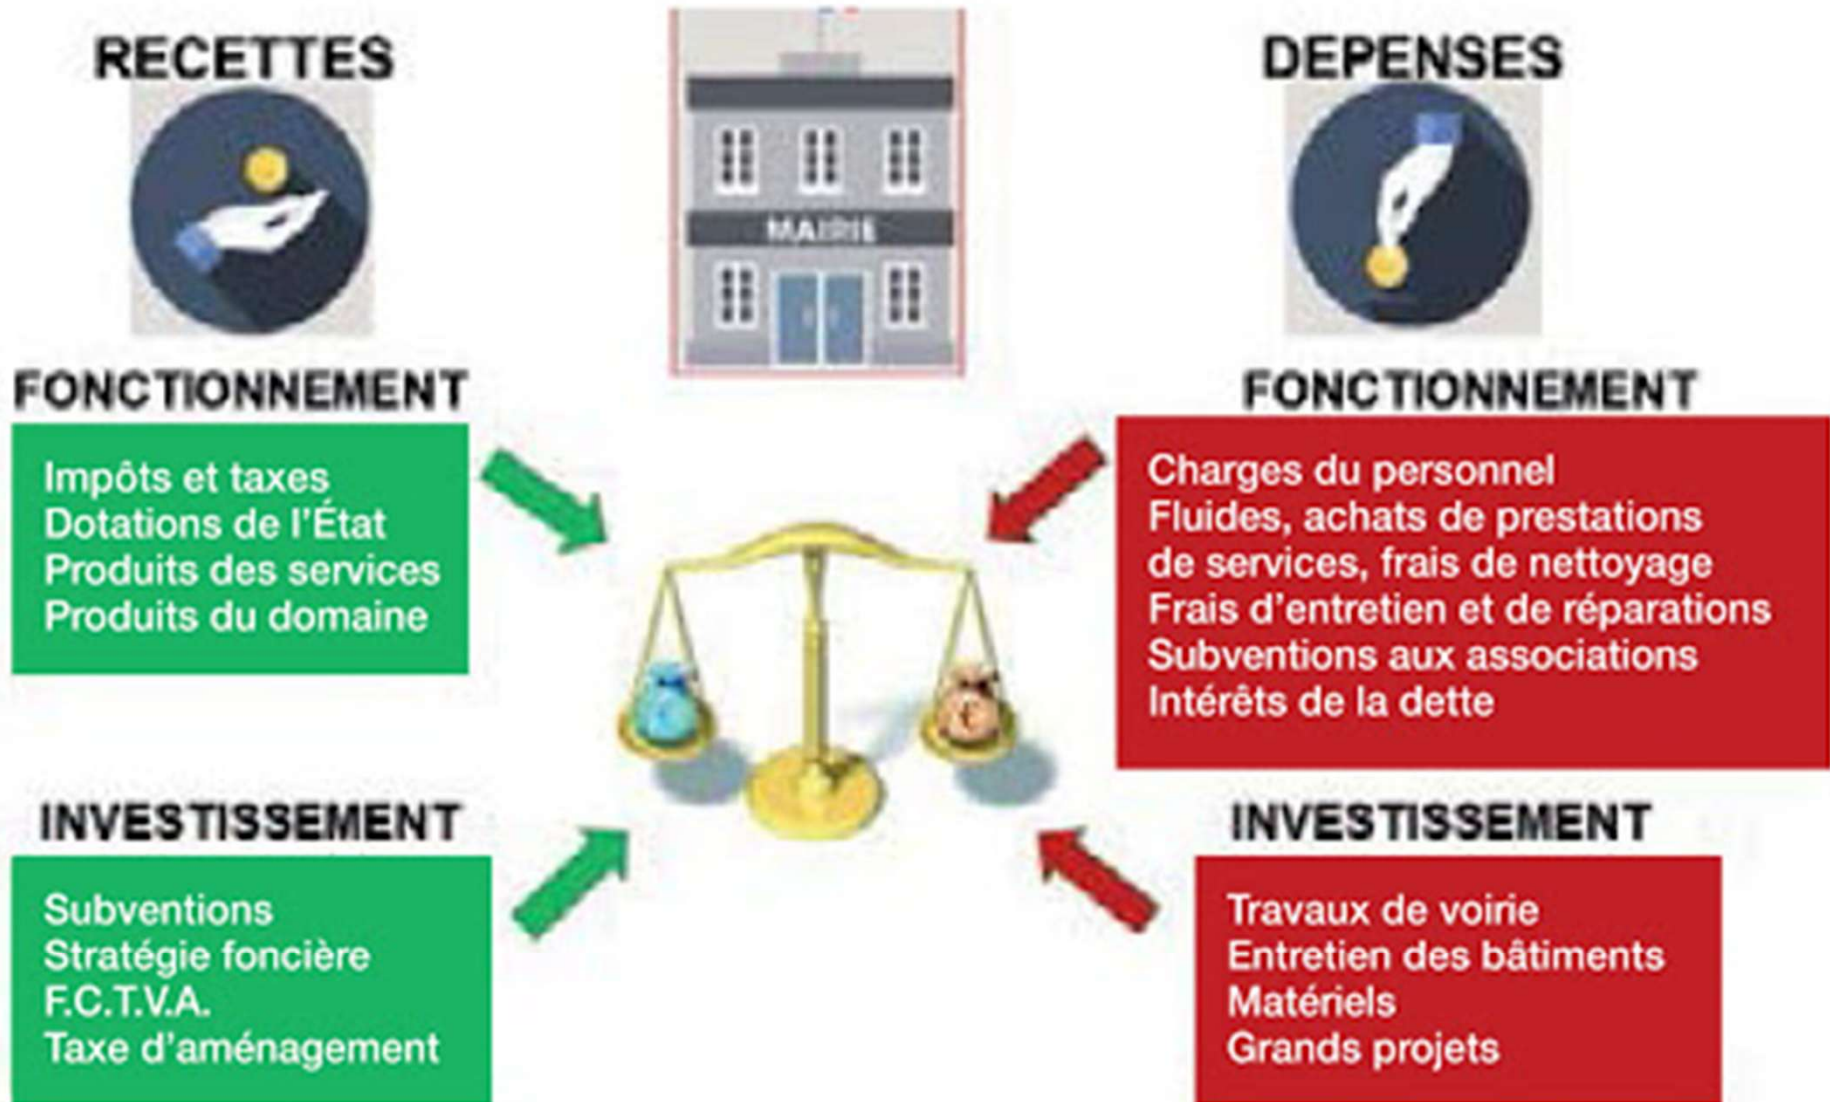 RECETTES
MAIRIE
DEPENSES
FONCTIONNEMENT
Impôts et taxes
Dotations de l'État
Produits des services
Produits du domaine
FONCTIONNEMENT
Charges du personnel
Fluides, achats de prestations
de services, frais de nettoyage
Frais d'entretien et de réparations
Subventions aux associations
Intérêts de la dette
INVESTISSEMENT
Subventions
Stratégie foncière
F.C.T.V.A.
Taxe d'aménagement
INVESTISSEMENT
Travaux de voirie
Entretien des bâtiments
Matériels
Grands projets